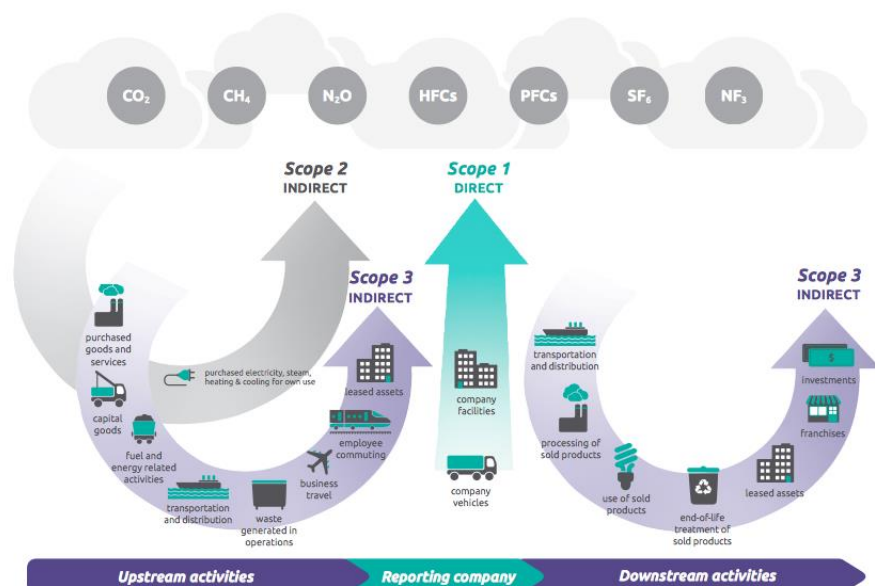 CO₂
CH₄
N₂O
HFCs
PFCs
SF₆
NF₃
Scope 2
INDIRECT
Scope 1
DIRECT
Scope 3
INDIRECT
Scope 3
INDIRECT
purchased
goods and
services
capital
goods
fuel and
energy related
activities
transportation
and distribution
waste
generated in
operations
business
travel
employee
commuting
leased assets
purchased electricity, steam,
heating & cooling for own use
company
facilities
company
vehicles
transportation
and distribution
processing of
sold products
use of sold
products
end-of-life
treatment of
sold products
leased assets
franchises
$
investments
Upstream activities
Reporting company
Downstream activities